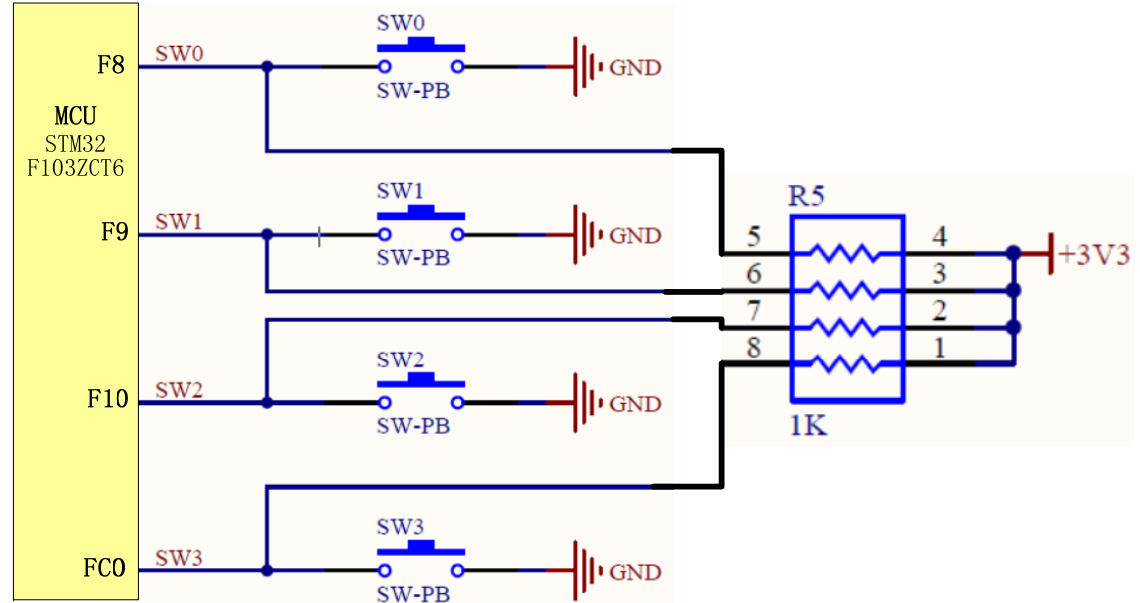 SW0
F8
SW0
GND
SW-PB
MCU
STM32
F103ZCT6
SW1
R5
F9
SW1
GND
5
4
SW-PB
+3V3
6
3
7
2
8
1
SW2
F10
SW2
GND
SW-PB
1K
SW3
FC0
SW3
GND
SW-PB